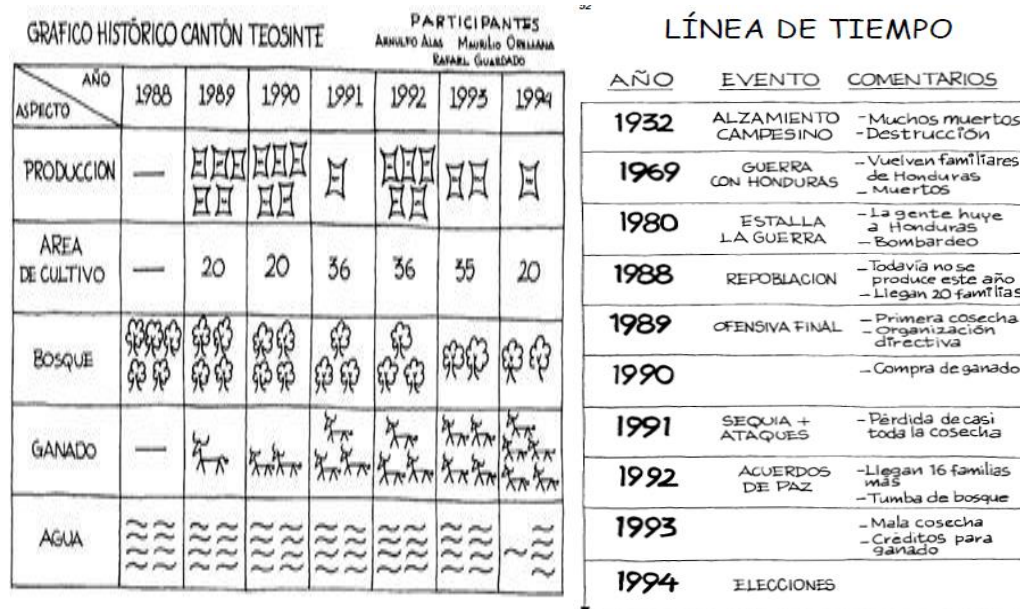 GRAFICO HISTÓRICO CANTÓN TEOSINTE
PARTICIPANTES
ARNULFO ALAS MAURILIO ORELLANA
RAFAEL GUARDADO
AÑO
ASPECTO
1988 1989 1990 1991 1992 1993 1994
PRODUCCION —
AREA
DE CULTIVO — 20 20 36 36 35 20
BOSQUE
GANADO —
AGUA
52
LÍNEA DE TIEMPO
AÑO EVENTO COMENTARIOS
1932 ALZAMIENTO CAMPESINO
- Muchos muertos
- Destrucción
1969 GUERRA CON HONDURAS
- Vuelven familiares
de Honduras
- Muertos
1980 ESTALLA LA GUERRA
- La gente huye
a Honduras
- Bombardeo
1988 REPOBLACION
- Todavía no se
produce este año
- Llegan 20 familias
1989 OFENSIVA FINAL
- Primera cosecha
- Organización
directiva
1990
- Compra de ganado
1991 SEQUIA + ATAQUES
- Pérdida de casi
toda la cosecha
1992 ACUERDOS DE PAZ
- Llegan 16 familias
más
- Tumba de bosque
1993
- Mala cosecha
- Créditos para
ganado
1994 ELECCIONES